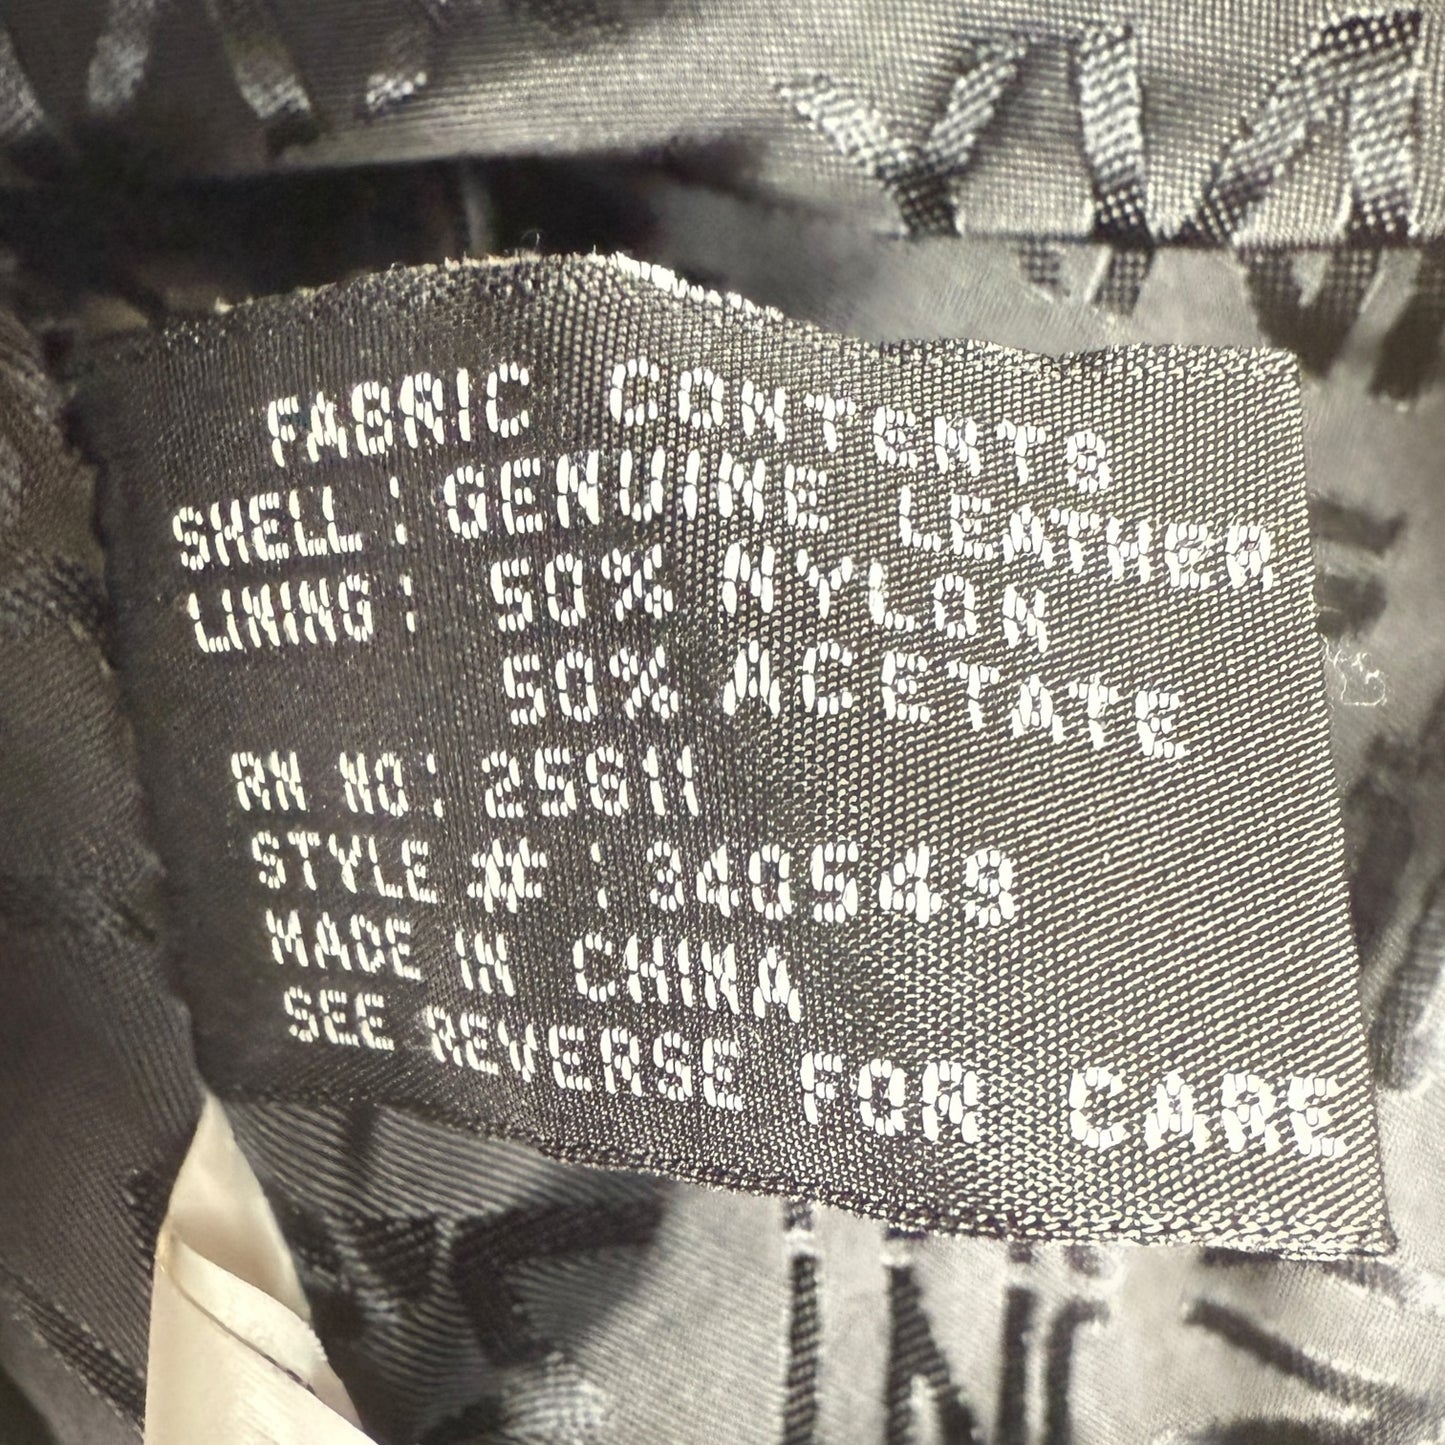 FABRIC CONTENTS
SHELL: GENUINE LEATHER
LINING: 50% NYLON
50% ACETATE
RN NO: 25611
STYLE #: 340549
MADE IN CHINA
SEE REVERSE FOR CARE